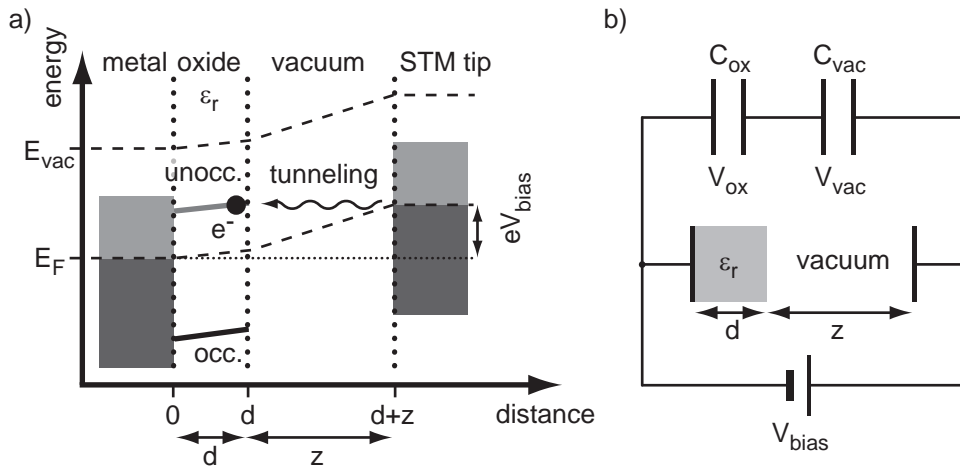 a)
energy
metal oxide vacuum STM tip
εr
Evac
unocc.
tunneling
e-
eVbias
EF
occ.
0 d d+z distance
d z
b)
Cox Cvac
Vox Vvac
εr vacuum
d z
Vbias